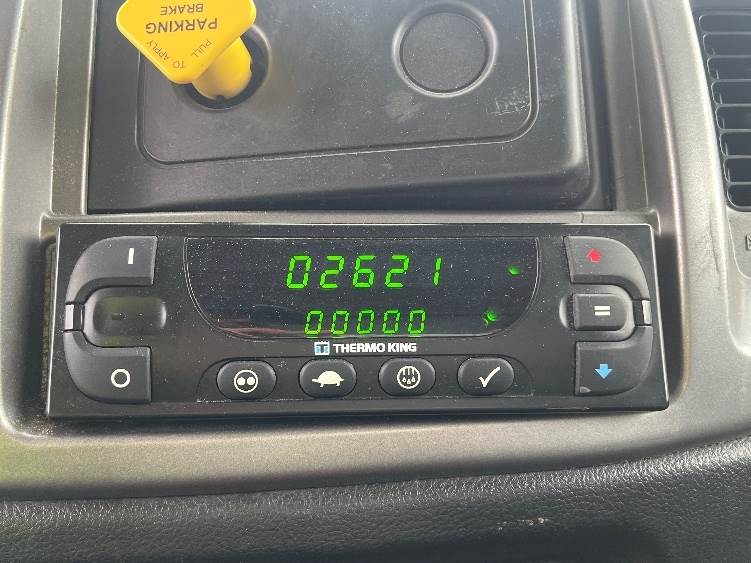 PARKING
BRAKE
PULL
TO APPLY
02621
00000
THERMO KING